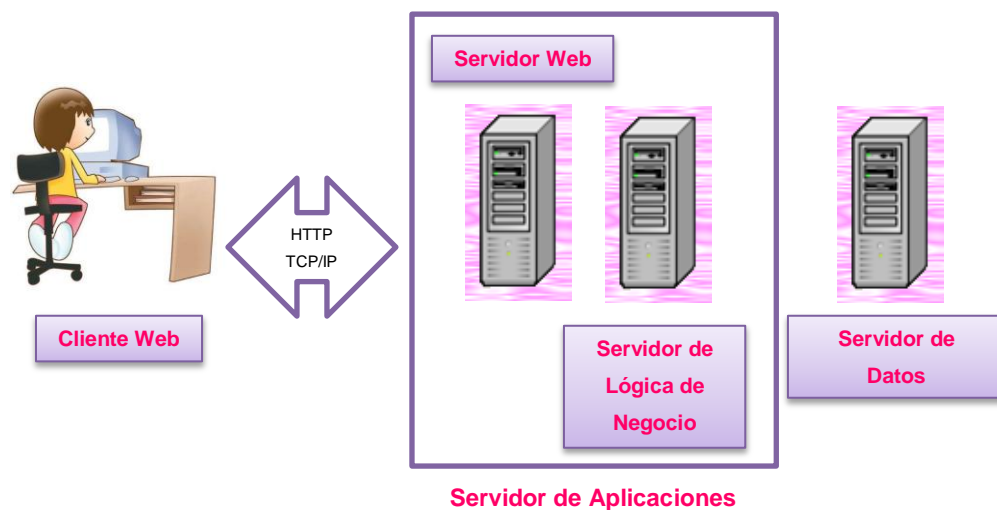 Servidor Web
HTTP
TCP/IP
Cliente Web
Servidor de
Lógica de
Negocio
Servidor de
Datos
Servidor de Aplicaciones